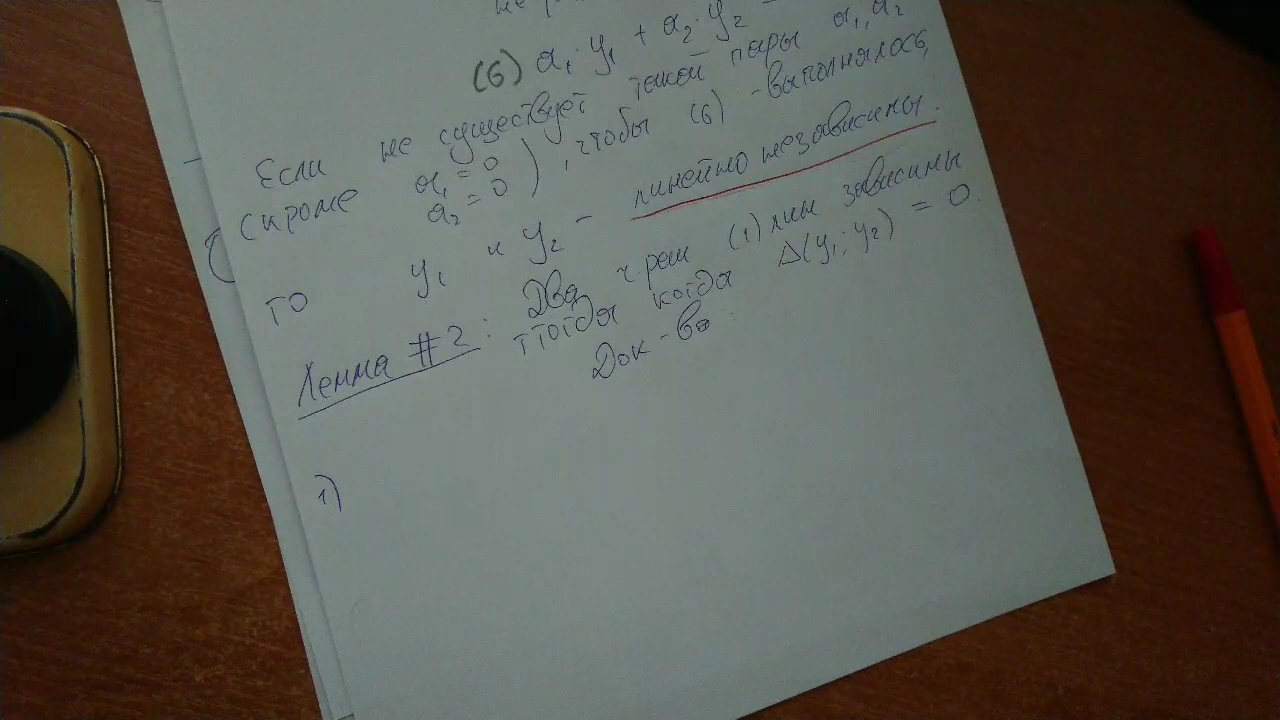 не
(6) α₁ · y₁ + α₂ · y₂ =
Если не существует такой пары α₁, α₂
(кроме α₁ = 0 α₂ = 0), чтобы (6) - выполнялось,
то y₁ и y₂ - линейно независимы.
Лемма #2: Два ч. реш (1) лин зависимы
ттогда когда Δ(y₁; y₂) = 0.
Док-во:
1)